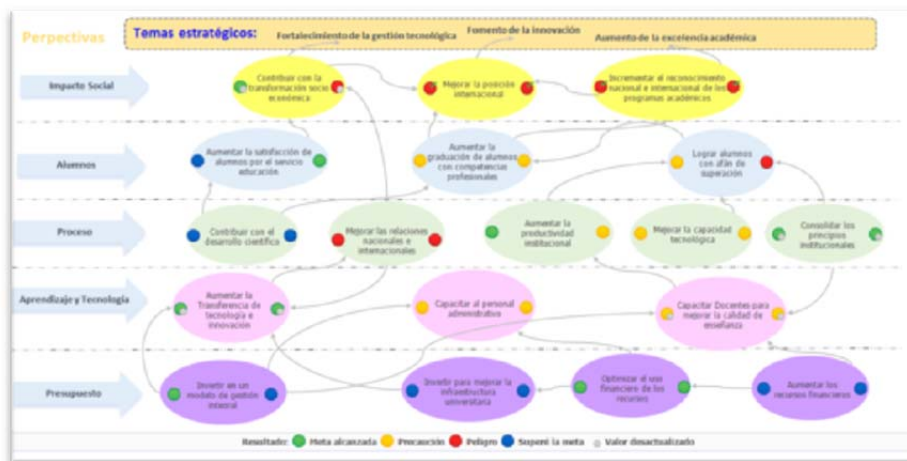 Perpectivas
Temas estratégicos:
Fortalecimiento de la gestión tecnológica
Fomento de la innovación
Aumento de la excelencia académica
Impacto Social
Contribuir con la
transformación socio
económica
Mejorar la posición
internacional
Incrementar el reconocimiento
nacional e internacional de los
programas académicos
Alumnos
Aumentar la satisfacción de
alumnos por el servicio
educación
Aumentar la
graduación de alumnos
con competencias
profesionales
Lograr alumnos
con afán de
superación
Proceso
Contribuir con el
desarrollo científico
Mejorar las relaciones
nacionales e
internacionales
Aumentar la
productividad
institucional
Mejorar la capacidad
tecnológica
Consolidar los
principios
institucionales
Aprendizaje y Tecnología
Aumentar la
Transferencia de
tecnología e
innovación
Capacitar al personal
administrativo
Capacitar Docentes para
mejorar la calidad de
enseñanza
Presupuesto
Invertir en un
modelo de gestión
integral
Invertir para mejorar la
infraestructura
universitaria
Optimizar el uso
financiero de los
recursos
Aumentar los
recursos financieros
Resultado: Meta alcanzada Precaución Peligro Superó la meta Valor desactualizado